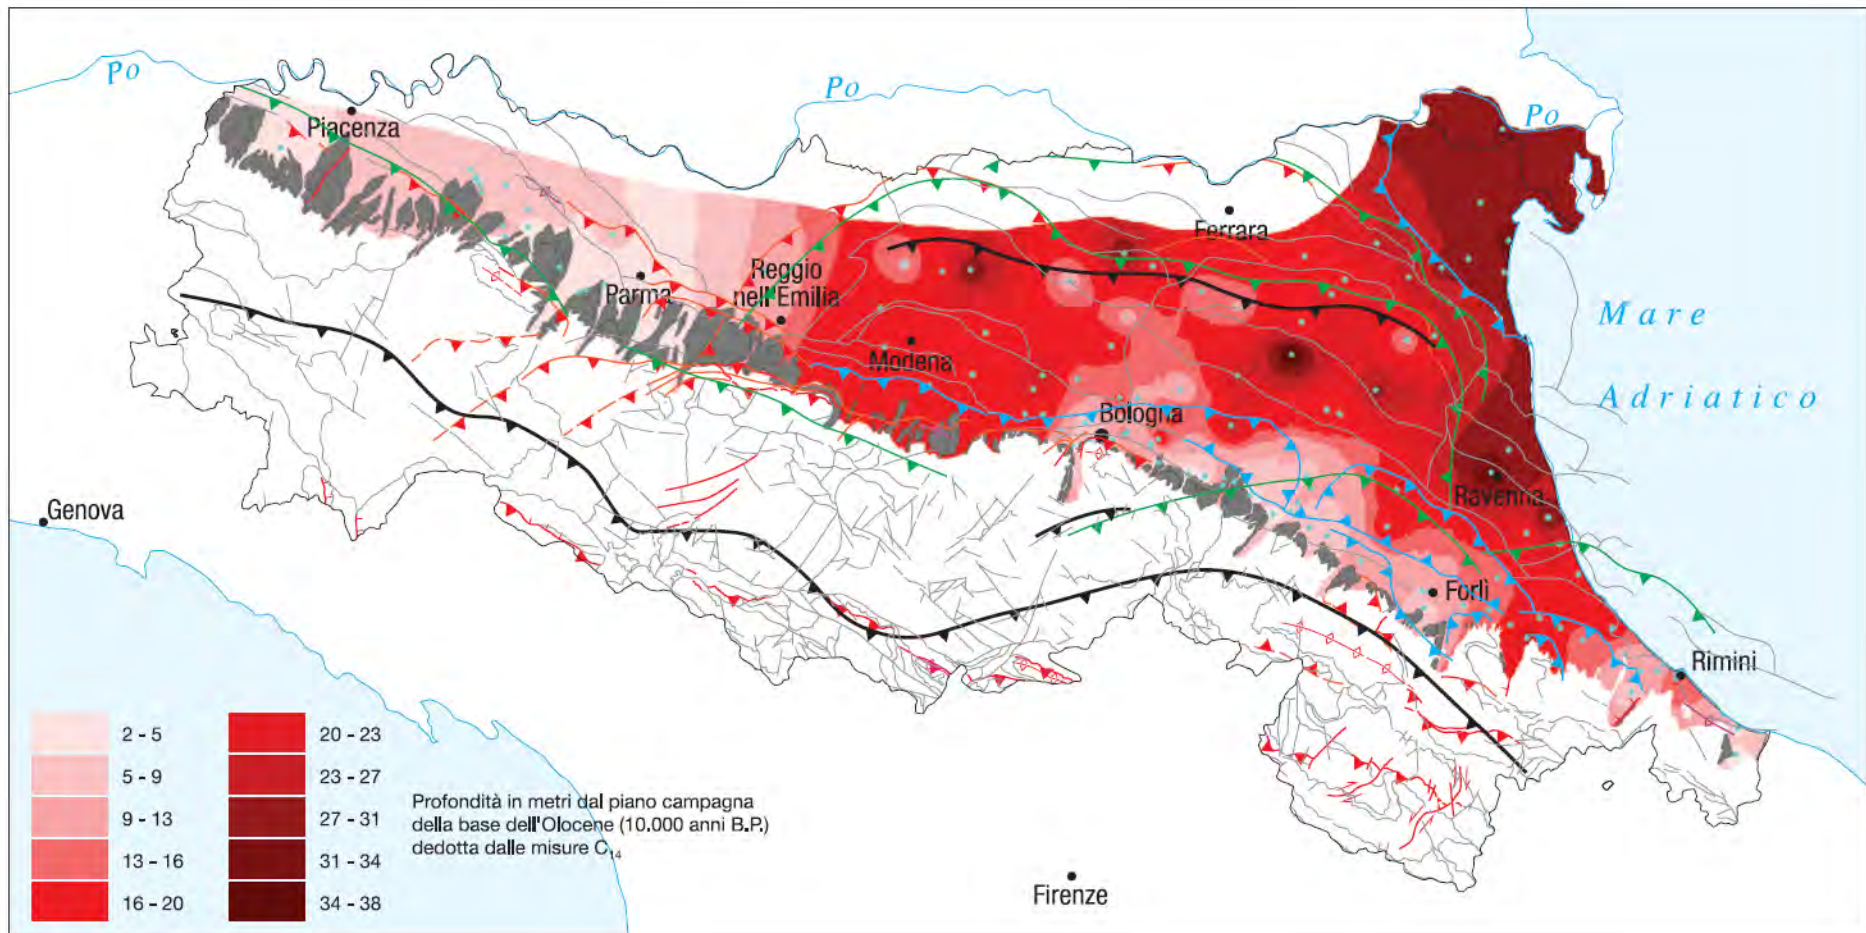 Po
Po
Po
Piacenza
Ferrara
Reggio
nell'Emilia
Parma
Mare
Adriatico
Modena
Bologna
Ravenna
Genova
Forlì
Rimini
Firenze
2 - 5
5 - 9
9 - 13
13 - 16
16 - 20
20 - 23
23 - 27
27 - 31
31 - 34
34 - 38
Profondità in metri dal piano campagna
della base dell'Olocene (10.000 anni B.P.)
dedotta dalle misure C14